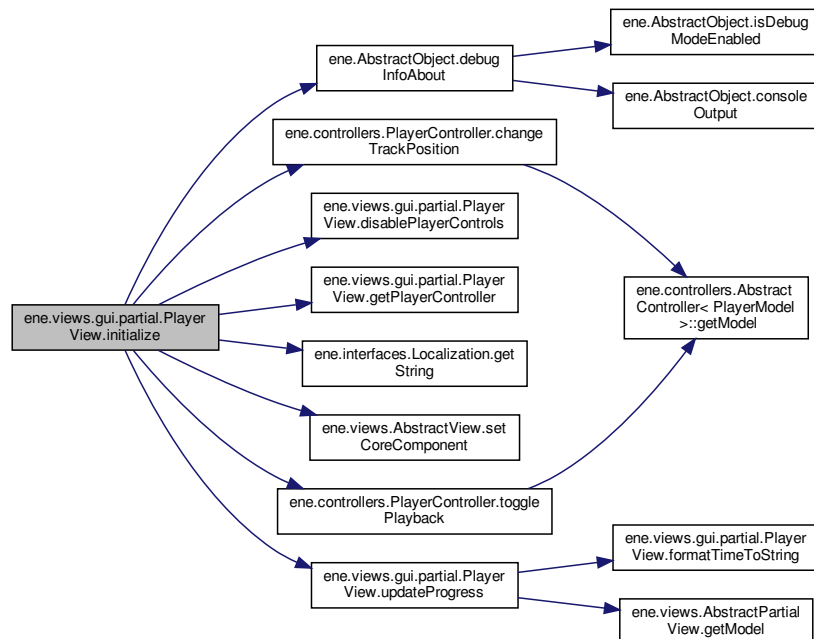 ene.views.gui.partial.Player
View.initialize
ene.AbstractObject.debug
InfoAbout
ene.AbstractObject.isDebug
ModeEnabled
ene.AbstractObject.console
Output
ene.controllers.PlayerController.change
TrackPosition
ene.views.gui.partial.Player
View.disablePlayerControls
ene.views.gui.partial.Player
View.getPlayerController
ene.controllers.Abstract
Controller< PlayerModel
>::getModel
ene.interfaces.Localization.get
String
ene.views.AbstractView.set
CoreComponent
ene.controllers.PlayerController.toggle
Playback
ene.views.gui.partial.Player
View.updateProgress
ene.views.gui.partial.Player
View.formatTimeToString
ene.views.AbstractPartial
View.getModel